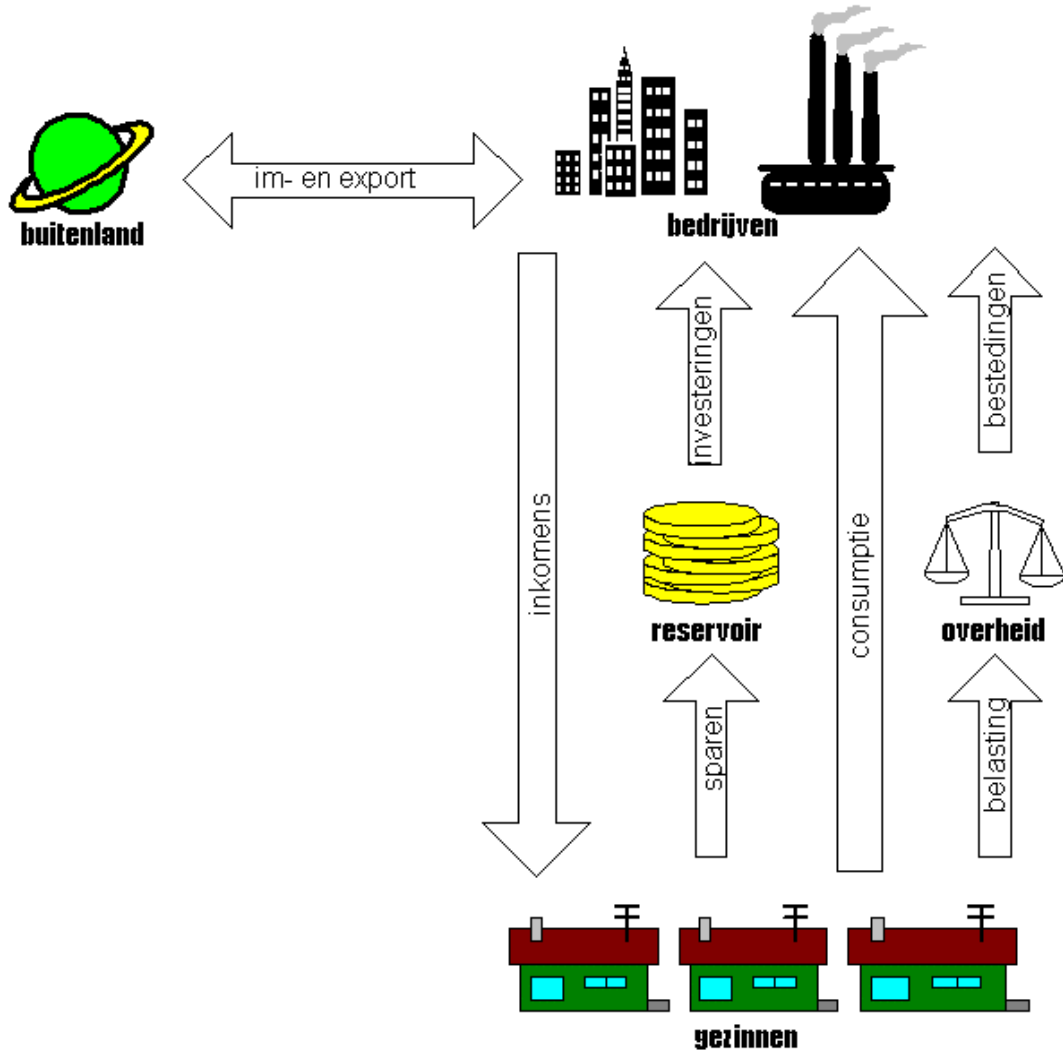 im- en export
buitenland
bedrijven
investeringen
bestedingen
inkomens
consumptie
reservoir
overheid
sparen
belasting
gezinnen